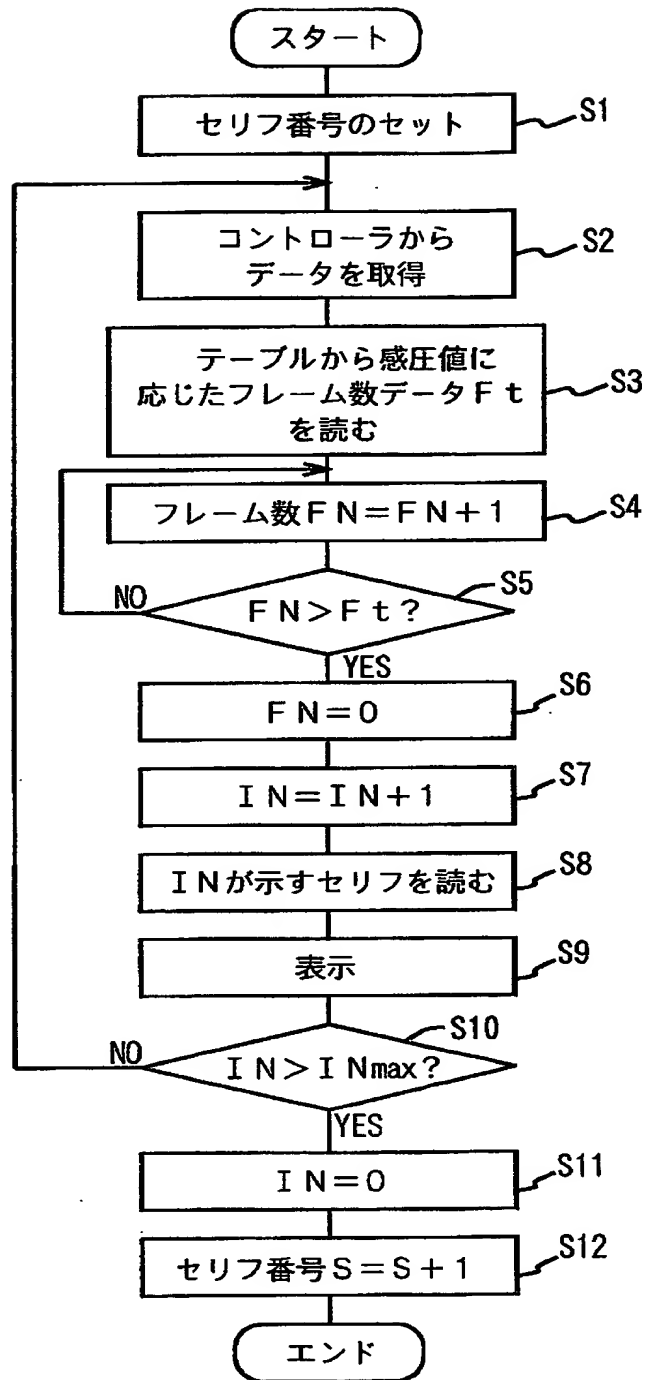 スタート
セリフ番号のセット
S1
コントローラから
データを取得
S2
テーブルから感圧値に
応じたフレーム数データFt
を読む
S3
フレーム数FN=FN+1
S4
FN>Ft?
S5
NO
YES
FN=0
S6
IN=IN+1
S7
INが示すセリフを読む
S8
表示
S9
IN>INmax?
S10
NO
YES
IN=0
S11
セリフ番号S=S+1
S12
エンド